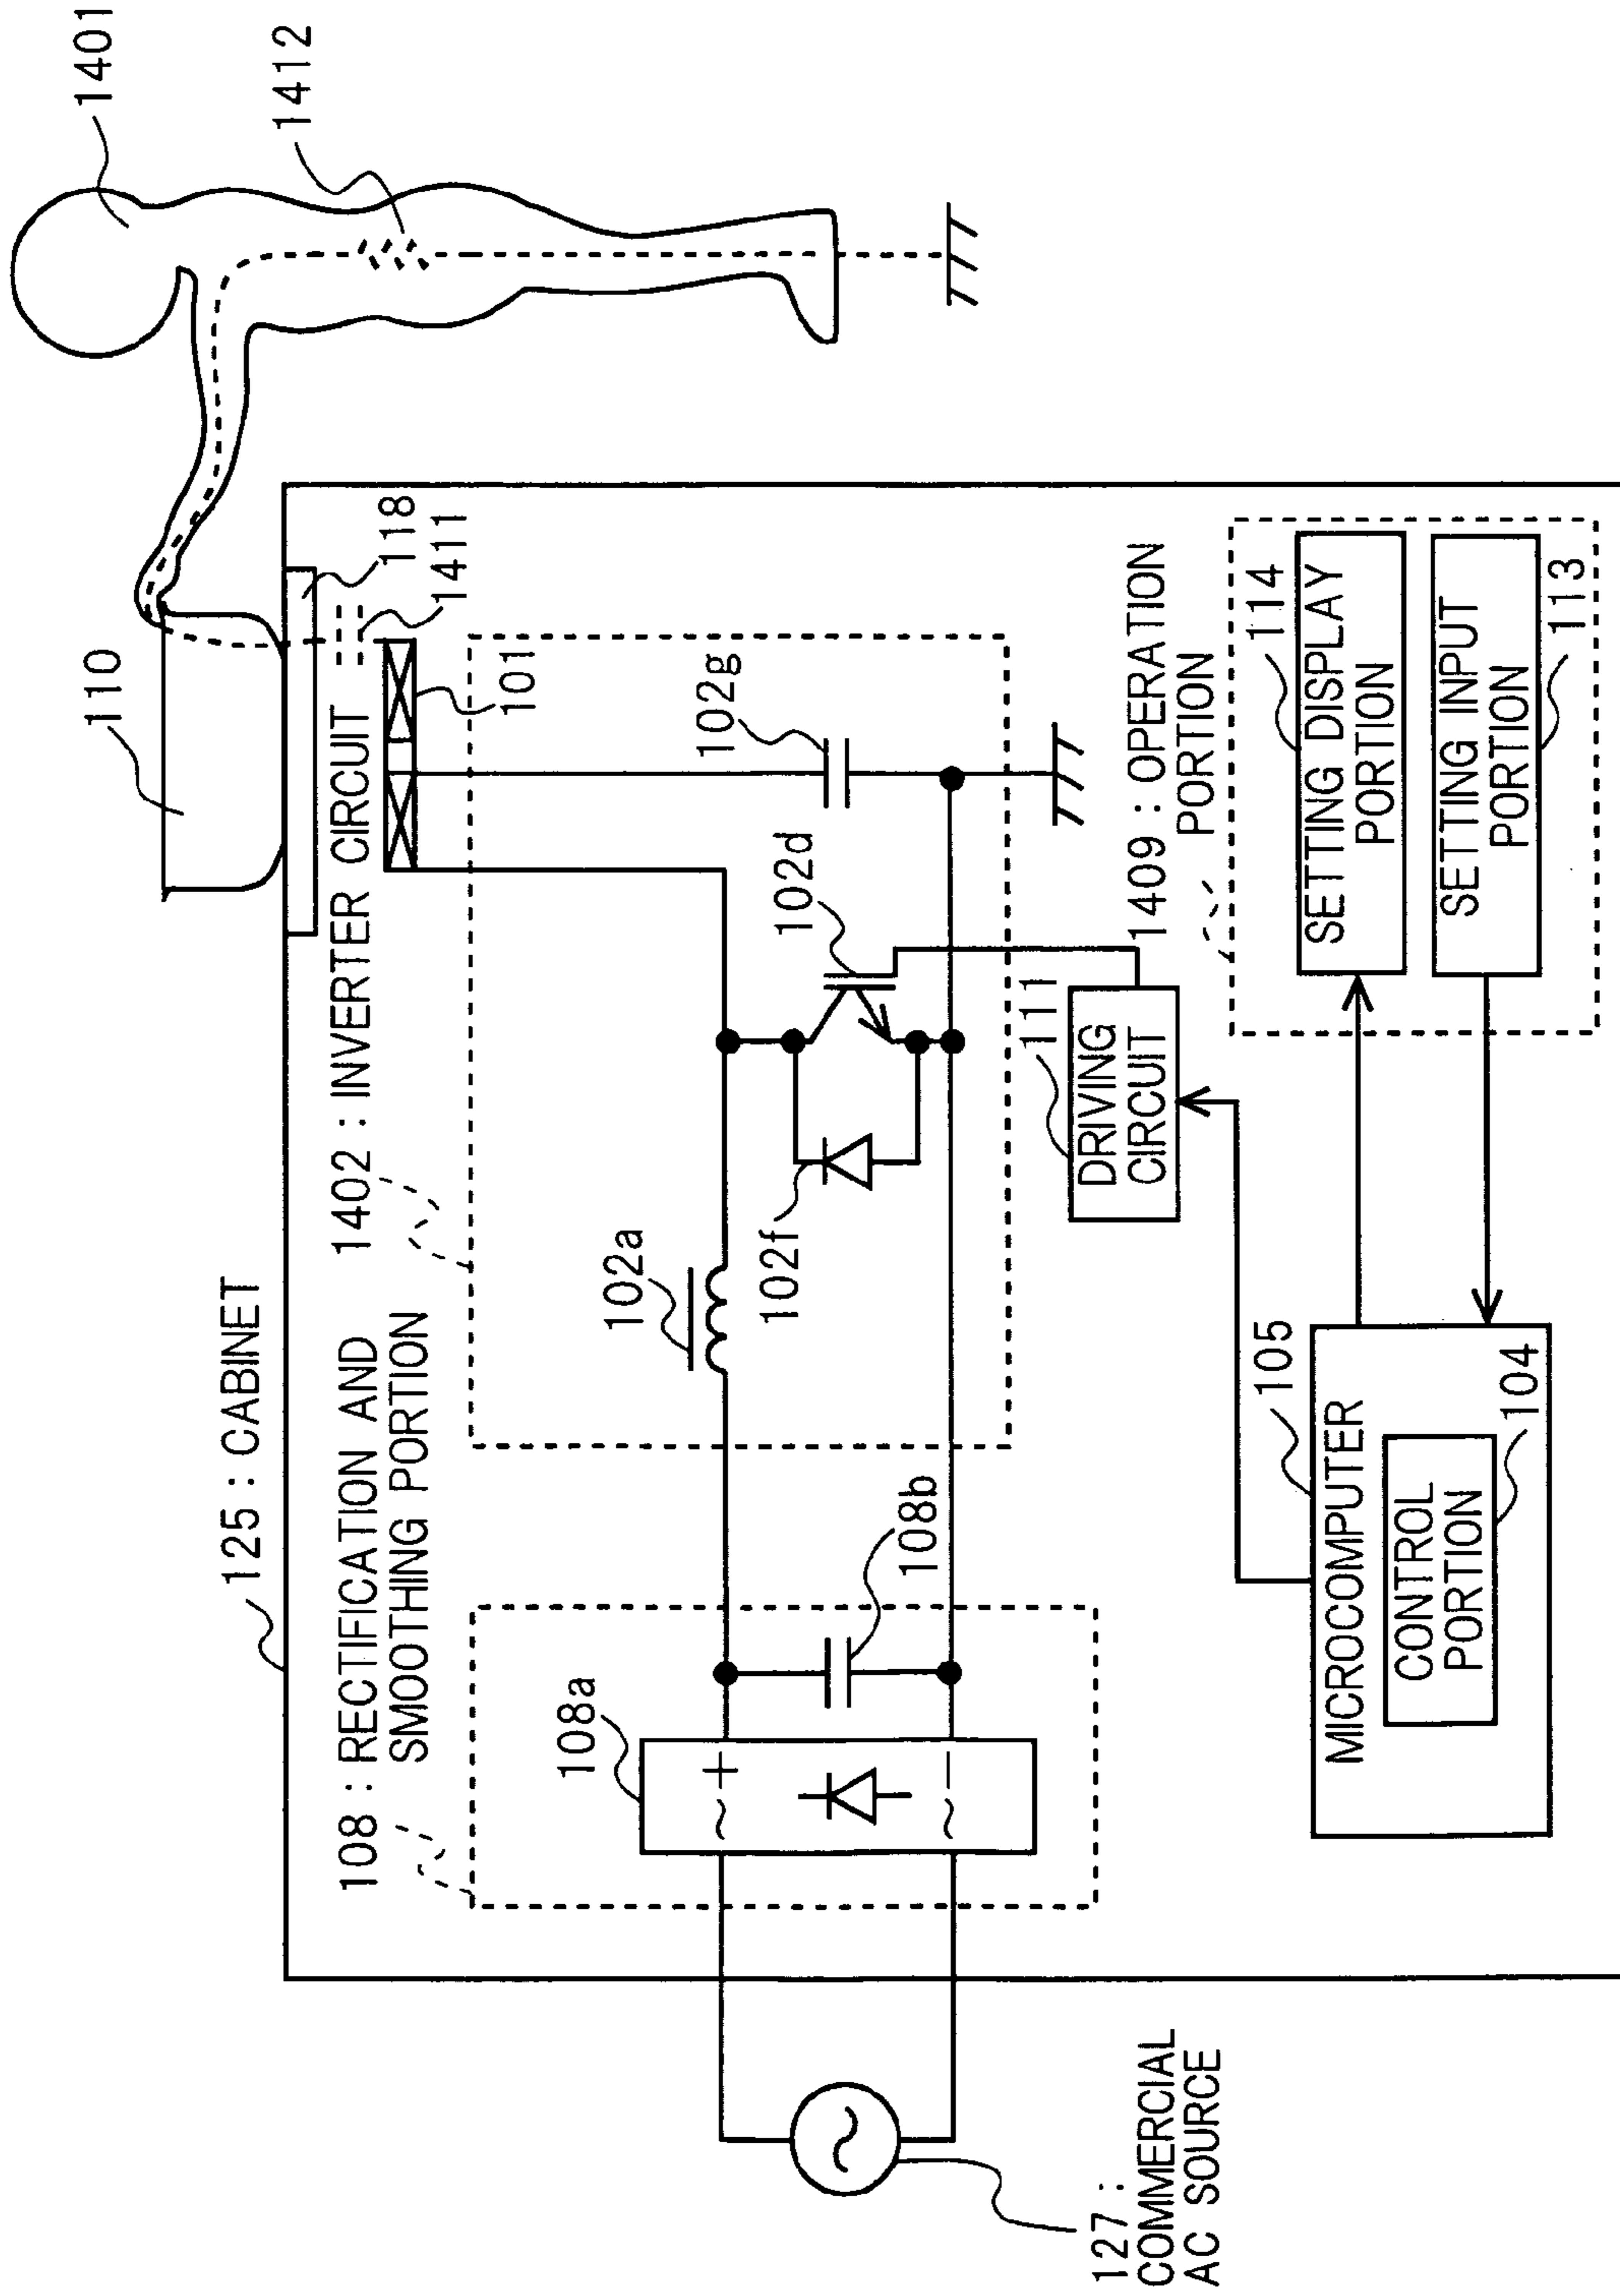 1401
1412
110
125 : CABINET
118
1411
108 : RECTIFICATION AND
SMOOTHING PORTION
1402 : INVERTER CIRCUIT
101
108a
102a
102g
102f
102d
108b
127 :
COMMERCIAL
AC SOURCE
111
DRIVING
CIRCUIT
1409 : OPERATION
PORTION
105
MICROCOMPUTER
CONTROL
PORTION
104
114
SETTING DISPLAY
PORTION
SETTING INPUT
PORTION
113